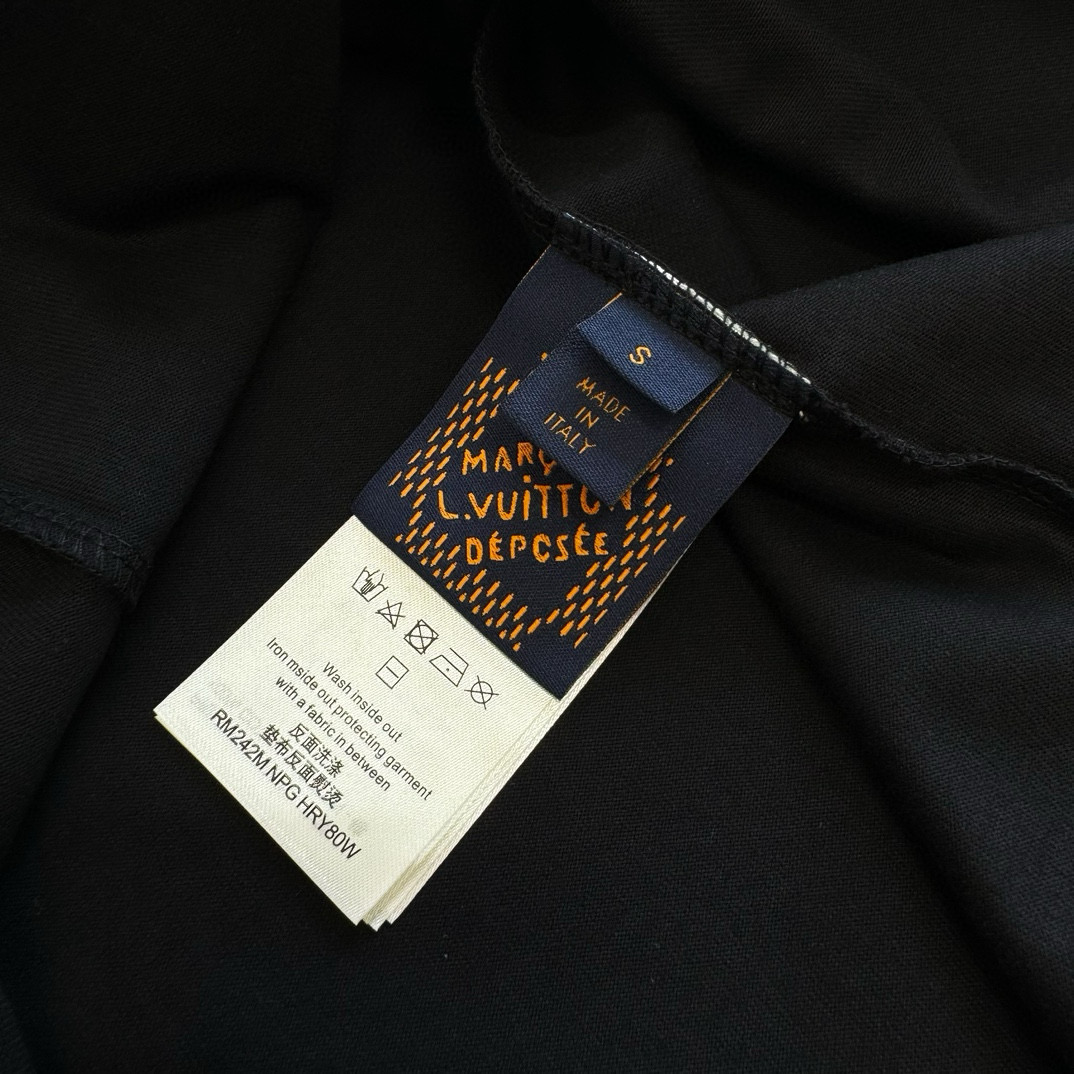 S
MADE
IN
ITALY
L.VUITTON
DÉPOSÉE
Wash inside out
Iron mside out protecting garment
with a fabric in between
反面洗涤
垫布反面熨烫
RM242M NPG HRY80W